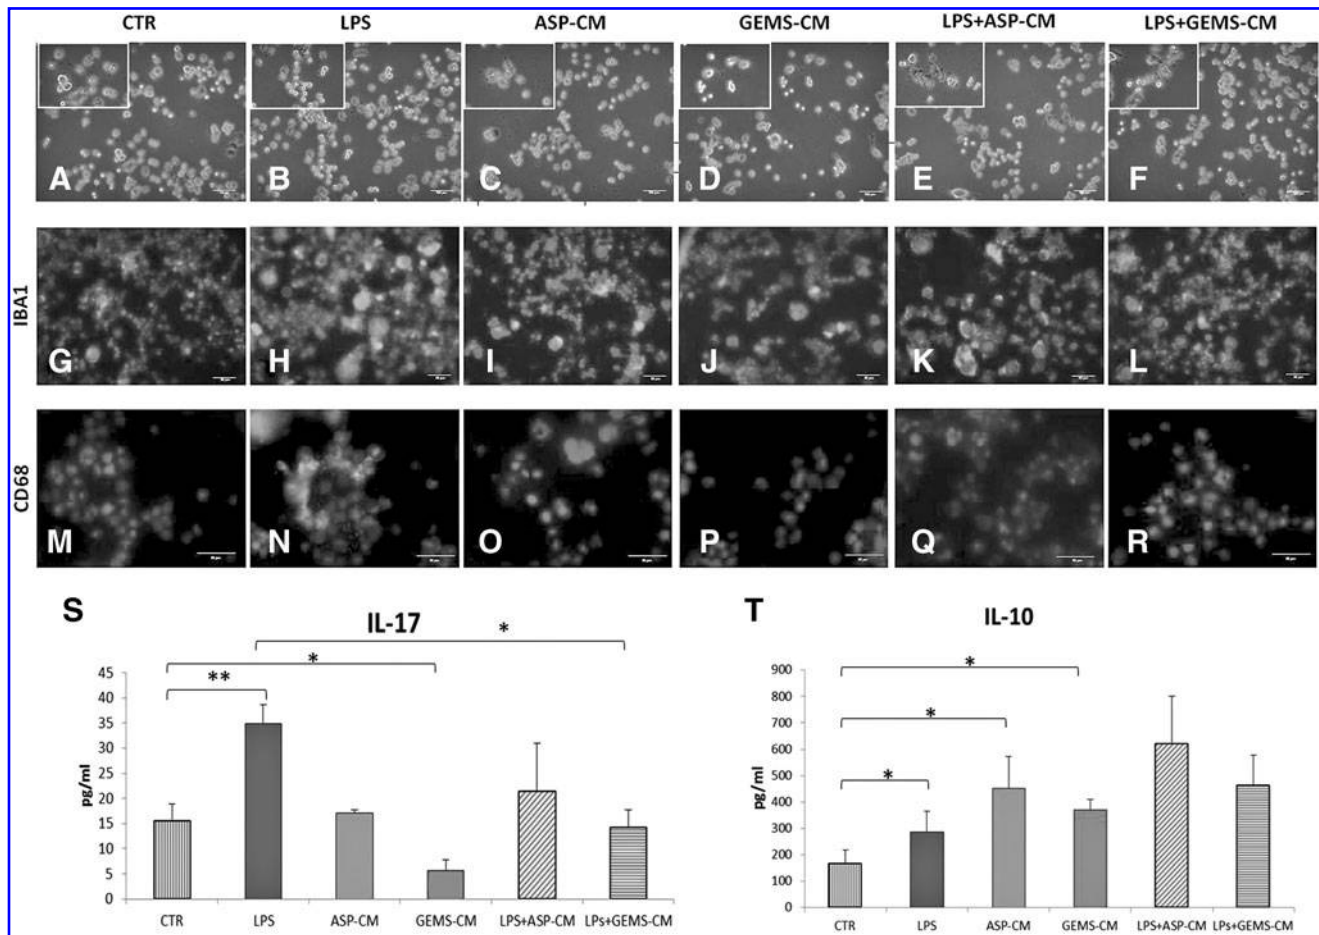 CTR LPS ASP-CM GEMS-CM LPS+ASP-CM LPS+GEMS-CM
A B C D E F
IBA1
G H I J K L
CD68
M N O P Q R
S
IL-17
*
*
**
45
40
35
30
25
20
15
10
5
0
pg/ml
CTR LPS ASP-CM GEMS-CM LPS+ASP-CM LPs+GEMS-CM
T
IL-10
*
*
*
900
800
700
600
500
400
300
200
100
0
pg/ml
CTR LPS ASP-CM GEMS-CM LPS+ASP-CM LPs+GEMS-CM